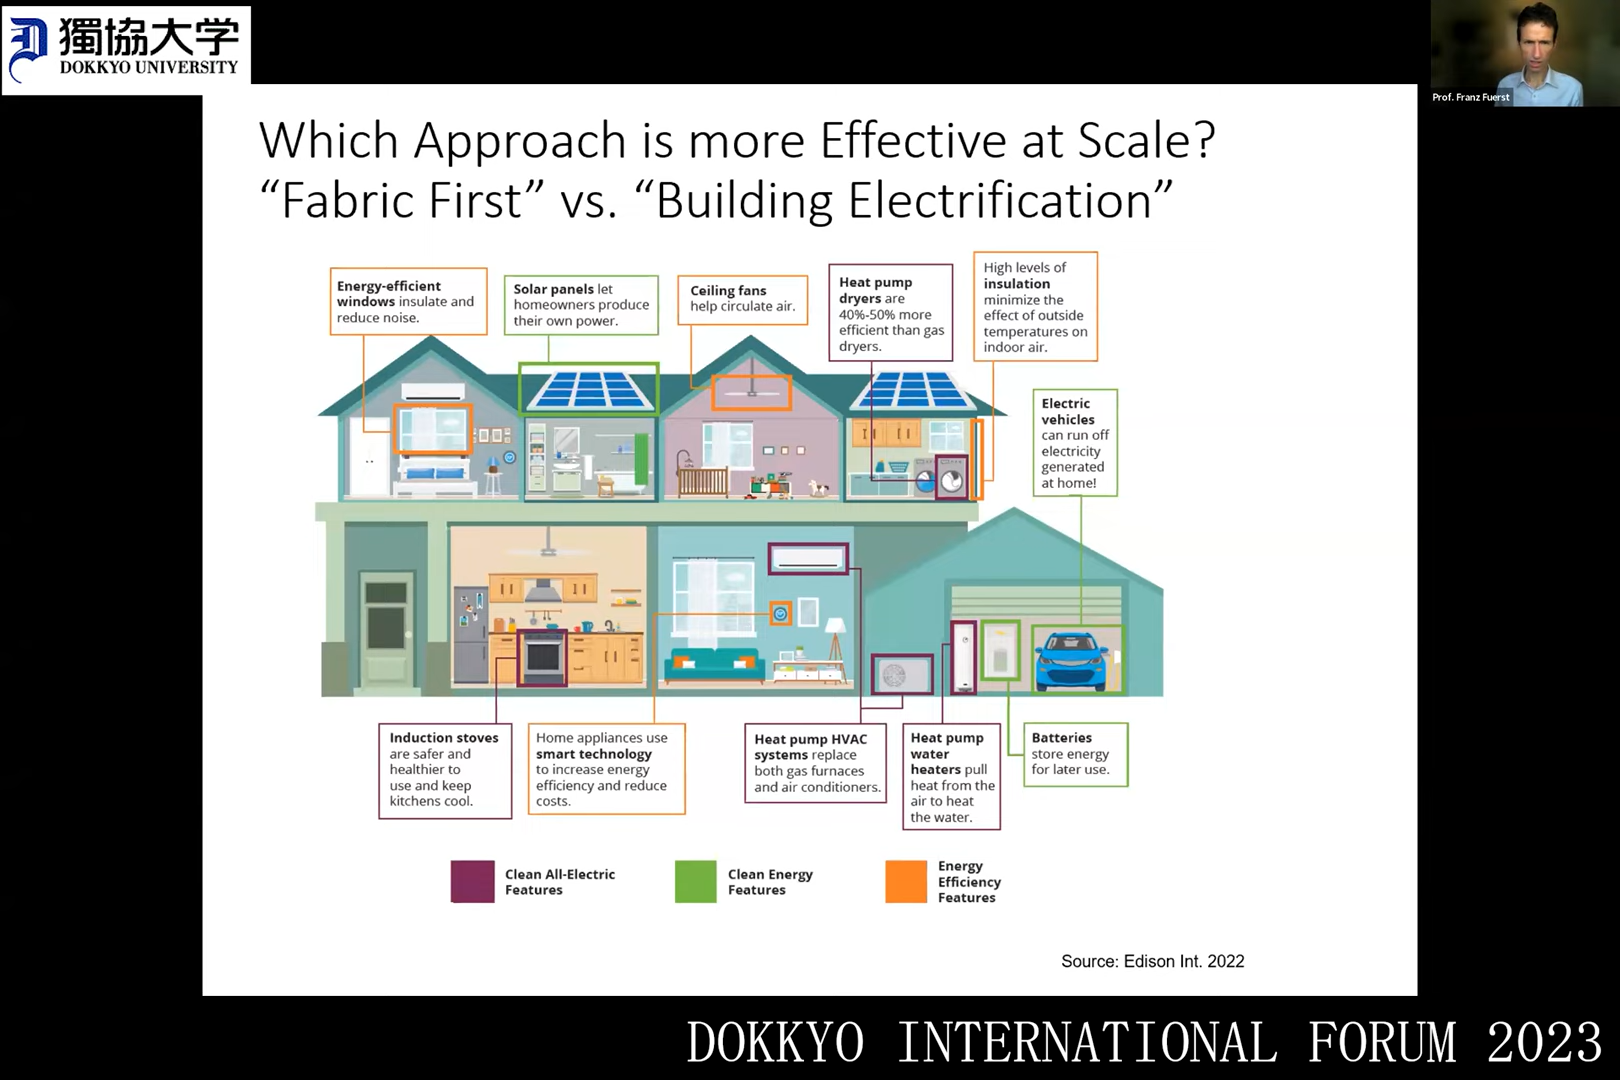 獨協大学
DOKKYO UNIVERSITY
Prof. Franz Fuerst
Which Approach is more Effective at Scale?
“Fabric First” vs. “Building Electrification”
Energy-efficient
windows insulate and
reduce noise.
Solar panels let
homeowners produce
their own power.
Ceiling fans
help circulate air.
Heat pump
dryers are
40%-50% more
efficient than gas
dryers.
High levels of
insulation
minimize the
effect of outside
temperatures on
indoor air.
Electric
vehicles
can run off
electricity
generated
at home!
Induction stoves
are safer and
healthier to
use and keep
kitchens cool.
Home appliances use
smart technology
to increase energy
efficiency and reduce
costs.
Heat pump HVAC
systems replace
both gas furnaces
and air conditioners.
Heat pump
water
heaters pull
heat from the
air to heat
the water.
Batteries
store energy
for later use.
Clean All-Electric
Features
Clean Energy
Features
Energy
Efficiency
Features
Source: Edison Int. 2022
DOKKYO INTERNATIONAL FORUM 2023